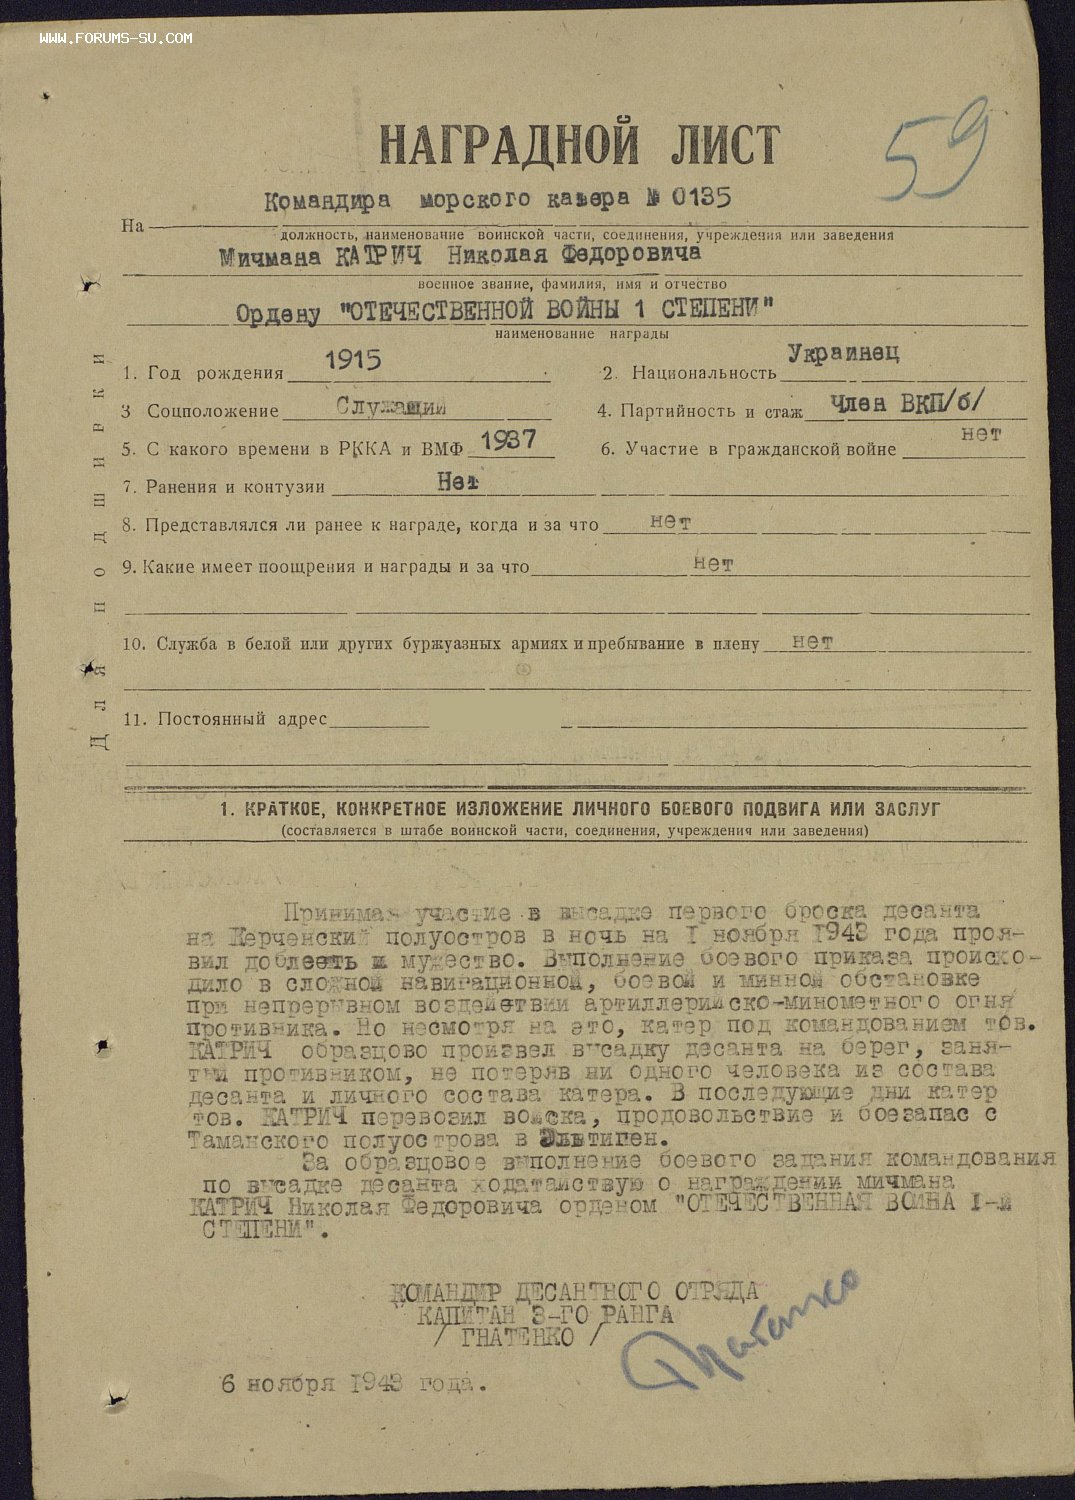 WWW.FORUMS-SU.COM
59
НАГРАДНОЙ ЛИСТ
Командира морского катера № 0135
На
должность, наименование воинской части, соединения, учреждения или заведения
Мичмана КАТРИЧ Николая Федоровича
военное звание, фамилия, имя и отчество
Ордену "ОТЕЧЕСТВЕННОЙ ВОЙНЫ 1 СТЕПЕНИ"
наименование награды
1. Год рождения 1915 2. Национальность Украинец
3 Соцположение Служащий 4. Партийность и стаж Член ВКП/б/
5. С какого времени в РККА и ВМФ 1937 6. Участие в гражданской войне нет
7. Ранения и контузии Нет
8. Представлялся ли ранее к награде, когда и за что нет
9. Какие имеет поощрения и награды и за что нет
10. Служба в белой или других буржуазных армиях и пребывание в плену нет
11. Постоянный адрес
Для подшивки
1. КРАТКОЕ, КОНКРЕТНОЕ ИЗЛОЖЕНИЕ ЛИЧНОГО БОЕВОГО ПОДВИГА ИЛИ ЗАСЛУГ
(составляется в штабе воинской части, соединения, учреждения или заведения)
Принимая участие в высадке первого броска десанта
на Керченский полуостров в ночь на I ноября 1943 года проя-
вил доблесть и мужество. Выполнение боевого приказа происхо-
дило в сложной навигационной, боевой и минной обстановке
при непрерывном воздействии артиллерийско-минометного огня
противника. Но несмотря на это, катер под командованием тов.
КАТРИЧ образцово произвел высадку десанта на берег, заня-
тый противником, не потеряв ни одного человека из состава
десанта и личного состава катера. В последующие дни катер
тов. КАТРИЧ перевозил войска, продовольствие и боезапас с
Таманского полуострова в Эльтиген.
За образцовое выполнение боевого задания командования
по высадке десанта ходатайствую о награждении мичмана
КАТРИЧ Николая Федоровича орденом "ОТЕЧЕСТВЕННАЯ ВОЙНА I-й
СТЕПЕНИ".
КОМАНДИР ДЕСАНТНОГО ОТРЯДА
КАПИТАН 3-ГО РАНГА
/ ГНАТЕНКО /
Гнатенко
6 ноября 1943 года.